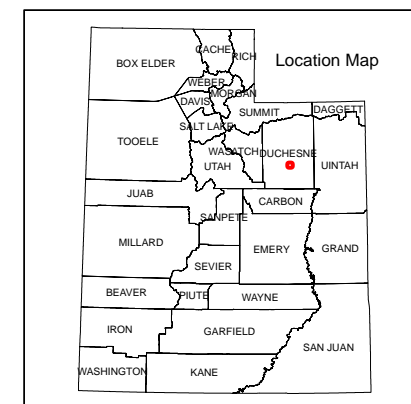 Location Map
BOX ELDER
CACHE
RICH
WEBER
MORGAN
DAVIS
SUMMIT
DAGGETT
SALT LAKE
TOOELE
WASATCH
DUCHESNE
UTAH
UINTAH
JUAB
CARBON
SANPETE
MILLARD
EMERY
GRAND
SEVIER
BEAVER
PIUTE
WAYNE
IRON
GARFIELD
SAN JUAN
WASHINGTON
KANE